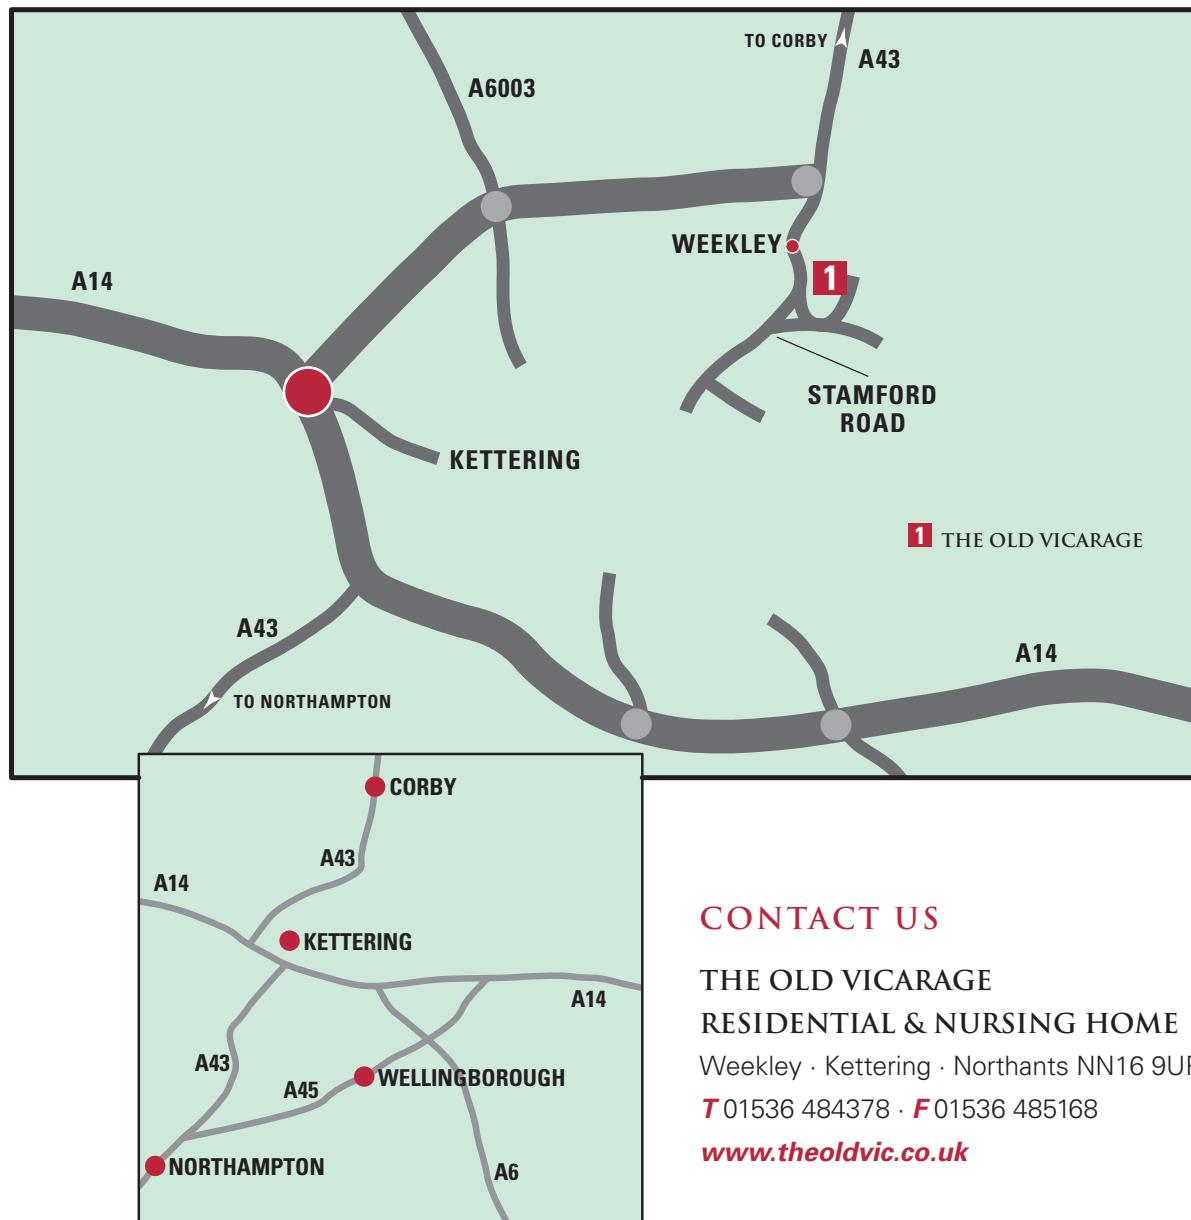 TO CORBY
A43
A6003
WEEKLY
A14
1
STAMFORD
ROAD
KETTERING
1 THE OLD VICARAGE
A43
A14
TO NORTHAMPTON
CORBY
A43
A14
KETTERING
A14
A43
A45
WELLINGBOROUGH
NORTHAMPTON
A6
CONTACT US
THE OLD VICARAGE
RESIDENTIAL & NURSING HOME
Weekley · Kettering · Northants NN16
T 01536 484378 · F 01536 485168
www.theoldvic.co.uk